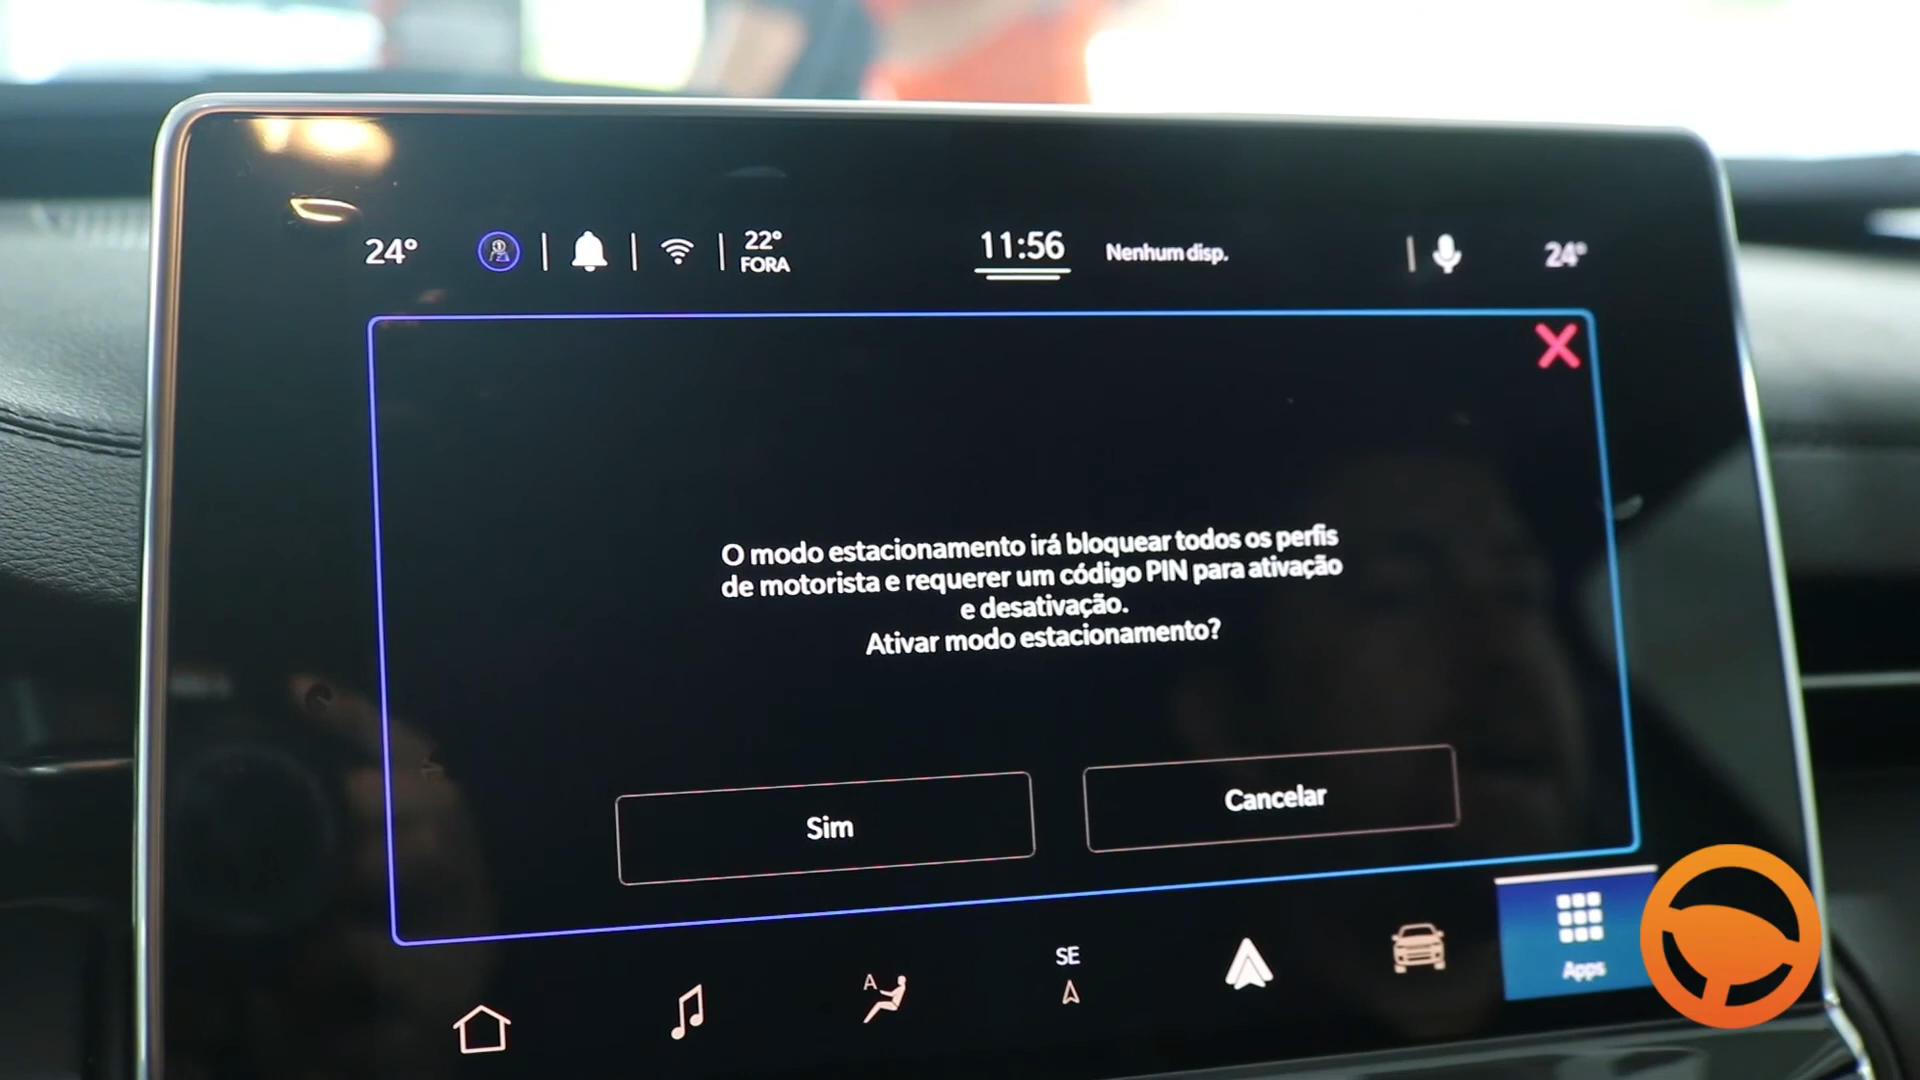 24°
22°
FORA
11:56
Nenhum disp.
24°
O modo estacionamento irá bloquear todos os perfis
de motorista e requerer um código PIN para ativação
e desativação.
Ativar modo estacionamento?
Sim
Cancelar
A
SE
Apps